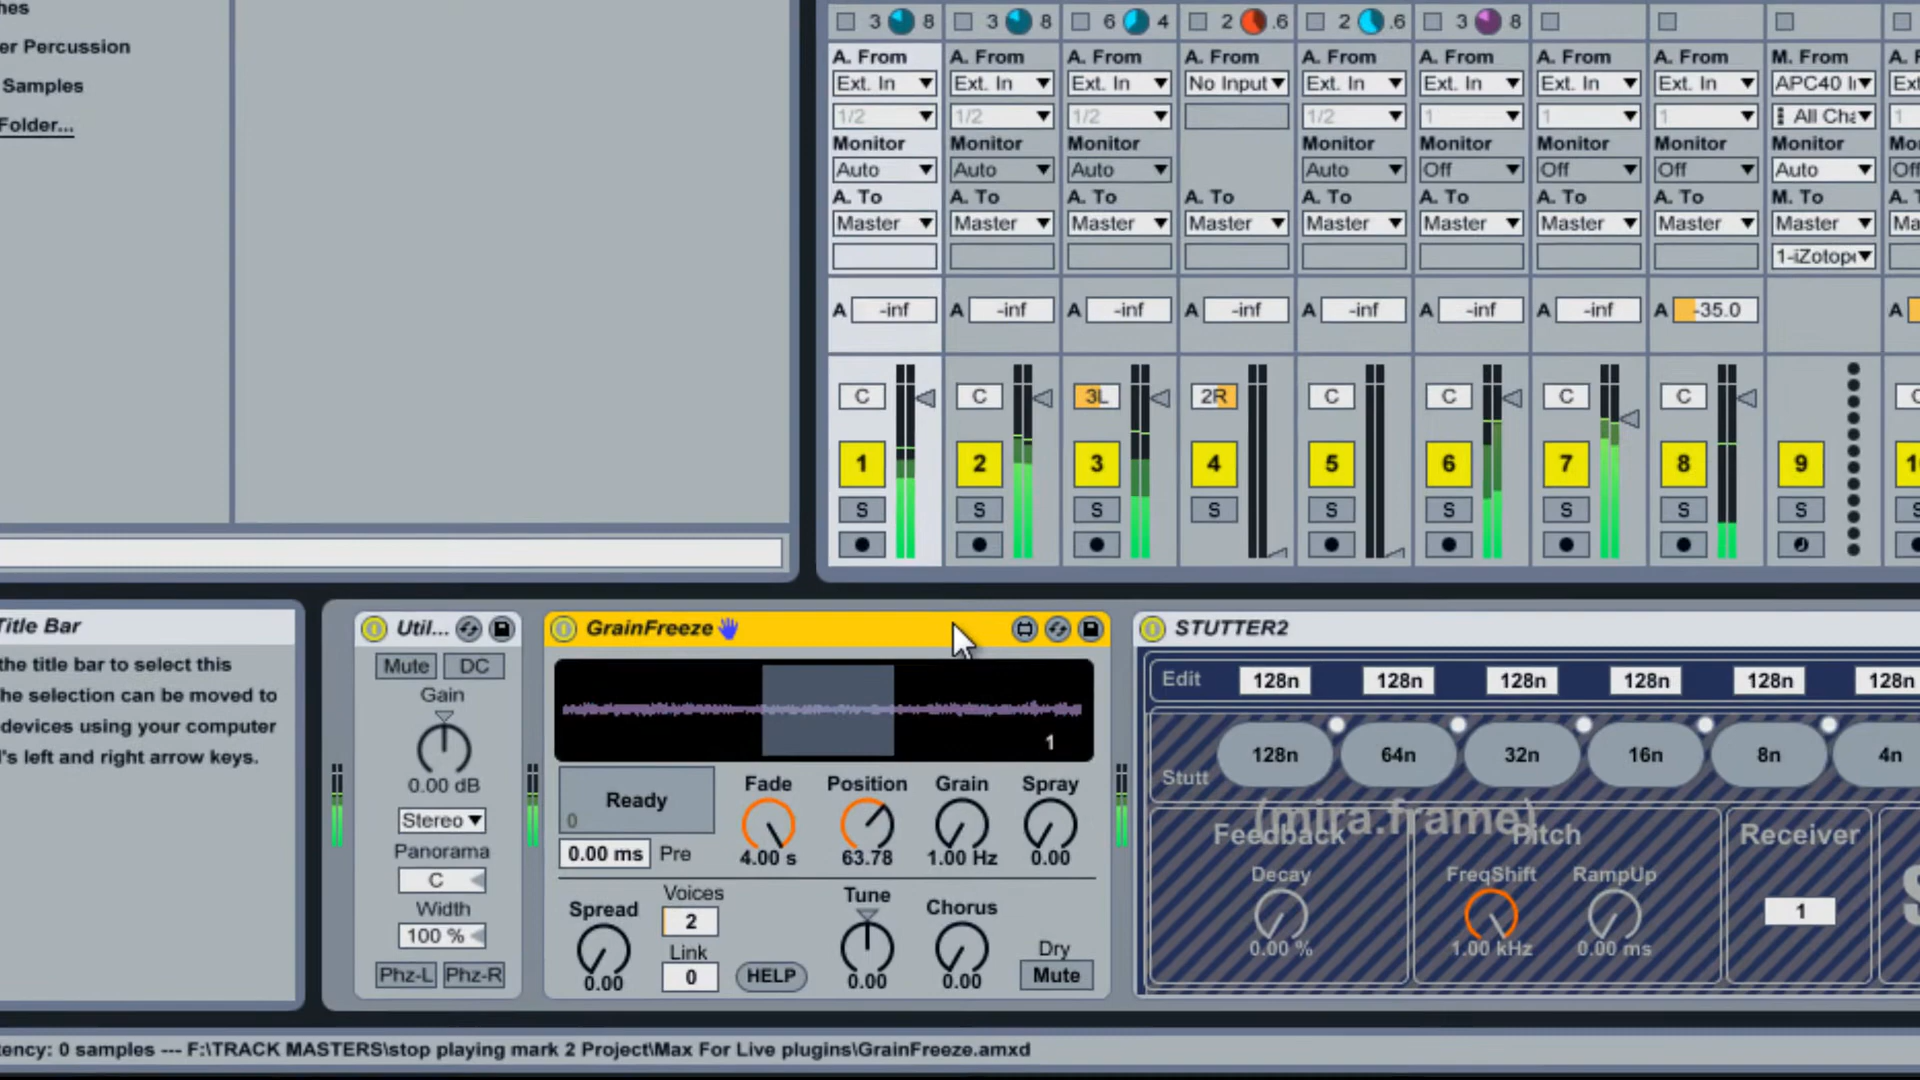 hes
er Percussion
Samples
Folder...
3 8 3 8 6 4 2 .6 2 .6 3 8
A. From A. From A. From A. From A. From A. From A. From A. From M. From
Ext. In Ext. In Ext. In No Input Ext. In Ext. In Ext. In Ext. In APC40 Ext
1/2 1/2 1/2 1/2 1 1 1 All Cha
Monitor Monitor Monitor Monitor Monitor Monitor Monitor Monitor
Auto Auto Auto Auto Off Off Off Auto Off
A. To A. To A. To A. To A. To A. To A. To A. To M. To
Master Master Master Master Master Master Master Master Master
1-iZotop
A -inf A -inf A -inf A -inf A -inf A -inf A -inf A -35.0 A
C C 3L 2R C C C C
1 2 3 4 5 6 7 8 9
S S S S S S S S S
Title Bar
the title bar to select this
he selection can be moved to
devices using your computer
d's left and right arrow keys.
Util...
Mute DC
Gain
0.00 dB
Stereo
Panorama
C
Width
100 %
Phz-L Phz-R
GrainFreeze
1
Ready
0
0.00 ms Pre
Fade Position Grain Spray
4.00 s 63.78 1.00 Hz 0.00
Spread
0.00
Voices
2
Link
0
HELP
Tune
0.00
Chorus
0.00
Dry
Mute
STUTTER2
Edit 128n 128n 128n 128n 128n 128n
Stutt 128n 64n 32n 16n 8n 4n
(mira.frame)
Feedback Pitch Receiver
Decay FreqShift RampUp
1
0.00 % 1.00 kHz 0.00 ms
tency: 0 samples --- F:\TRACK MASTERS\stop playing mark 2 Project\Max For Live plugins\GrainFreeze.amxd